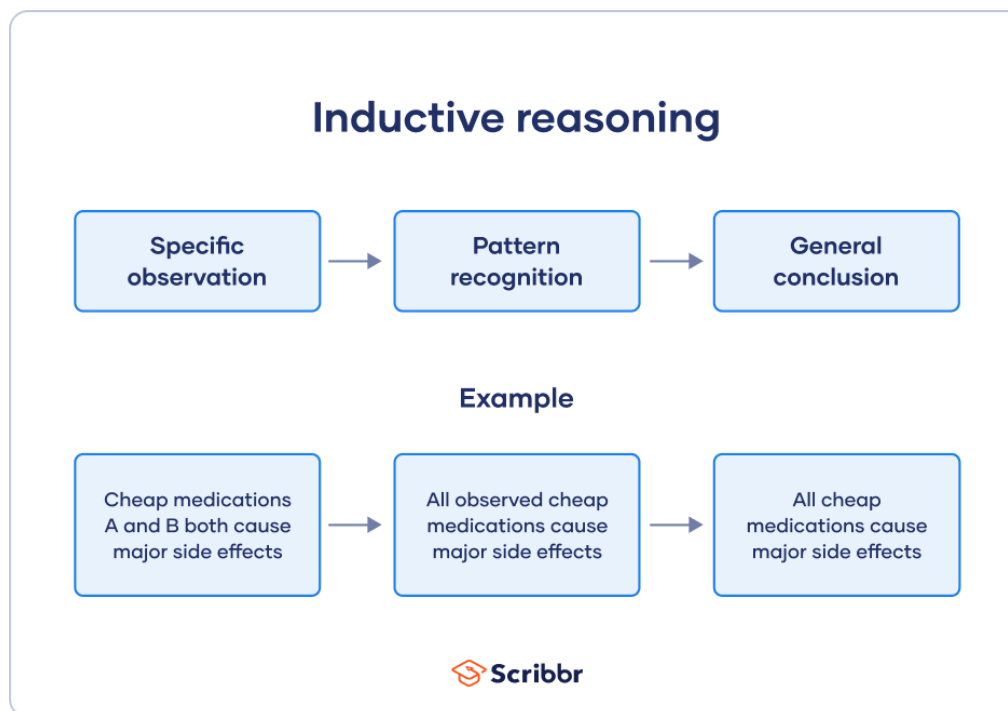 Inductive reasoning
Specific
observation
Pattern
recognition
General
conclusion
Example
Cheap medications
A and B both cause
major side effects
All observed cheap
medications cause
major side effects
All cheap
medications cause
major side effects
Scribbr